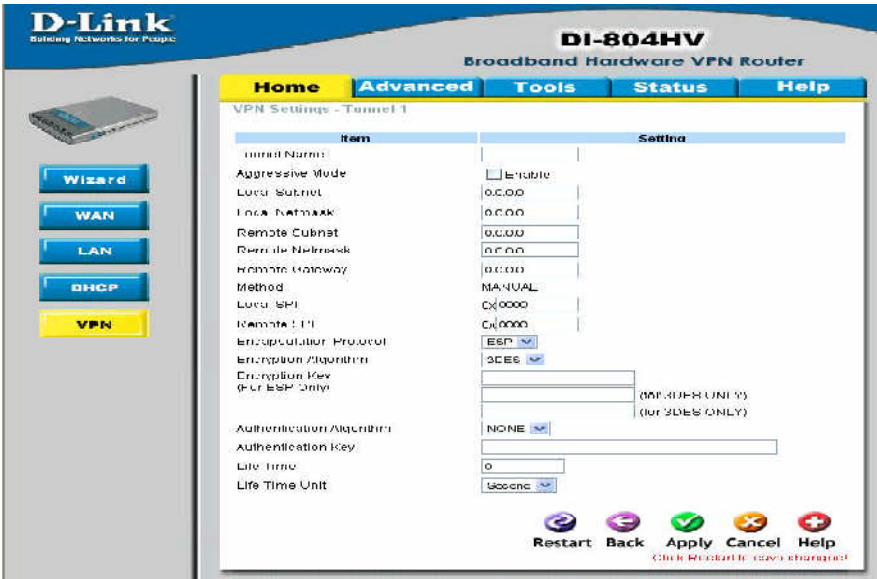 D-Link
Building Networks for People
DI-804HV
Broadband Hardware VPN Router
Home Advanced Tools Status Help
VPN Settings - Tunnel 1
Item Setting
Tunnel Name
Aggressive Mode Enable
Local Subnet 0.0.0.0
Local Netmask 0.0.0.0
Remote Subnet 0.0.0.0
Remote Netmask 0.0.0.0
Remote Gateway 0.0.0.0
Method MANUAL
Local SPI 0x 0000
Remote SPI 0x 0000
Encapsulation Protocol ESP
Encryption Algorithm 3DES
Encryption Key
(For ESP Only)
(for 3DES ONLY)
(for 3DES ONLY)
Authentication Algorithm NONE
Authentication Key
Life Time 0
Life Time Unit Second
Wizard
WAN
LAN
DHCP
VPN
Restart Back Apply Cancel Help
Click Restart to save changes!